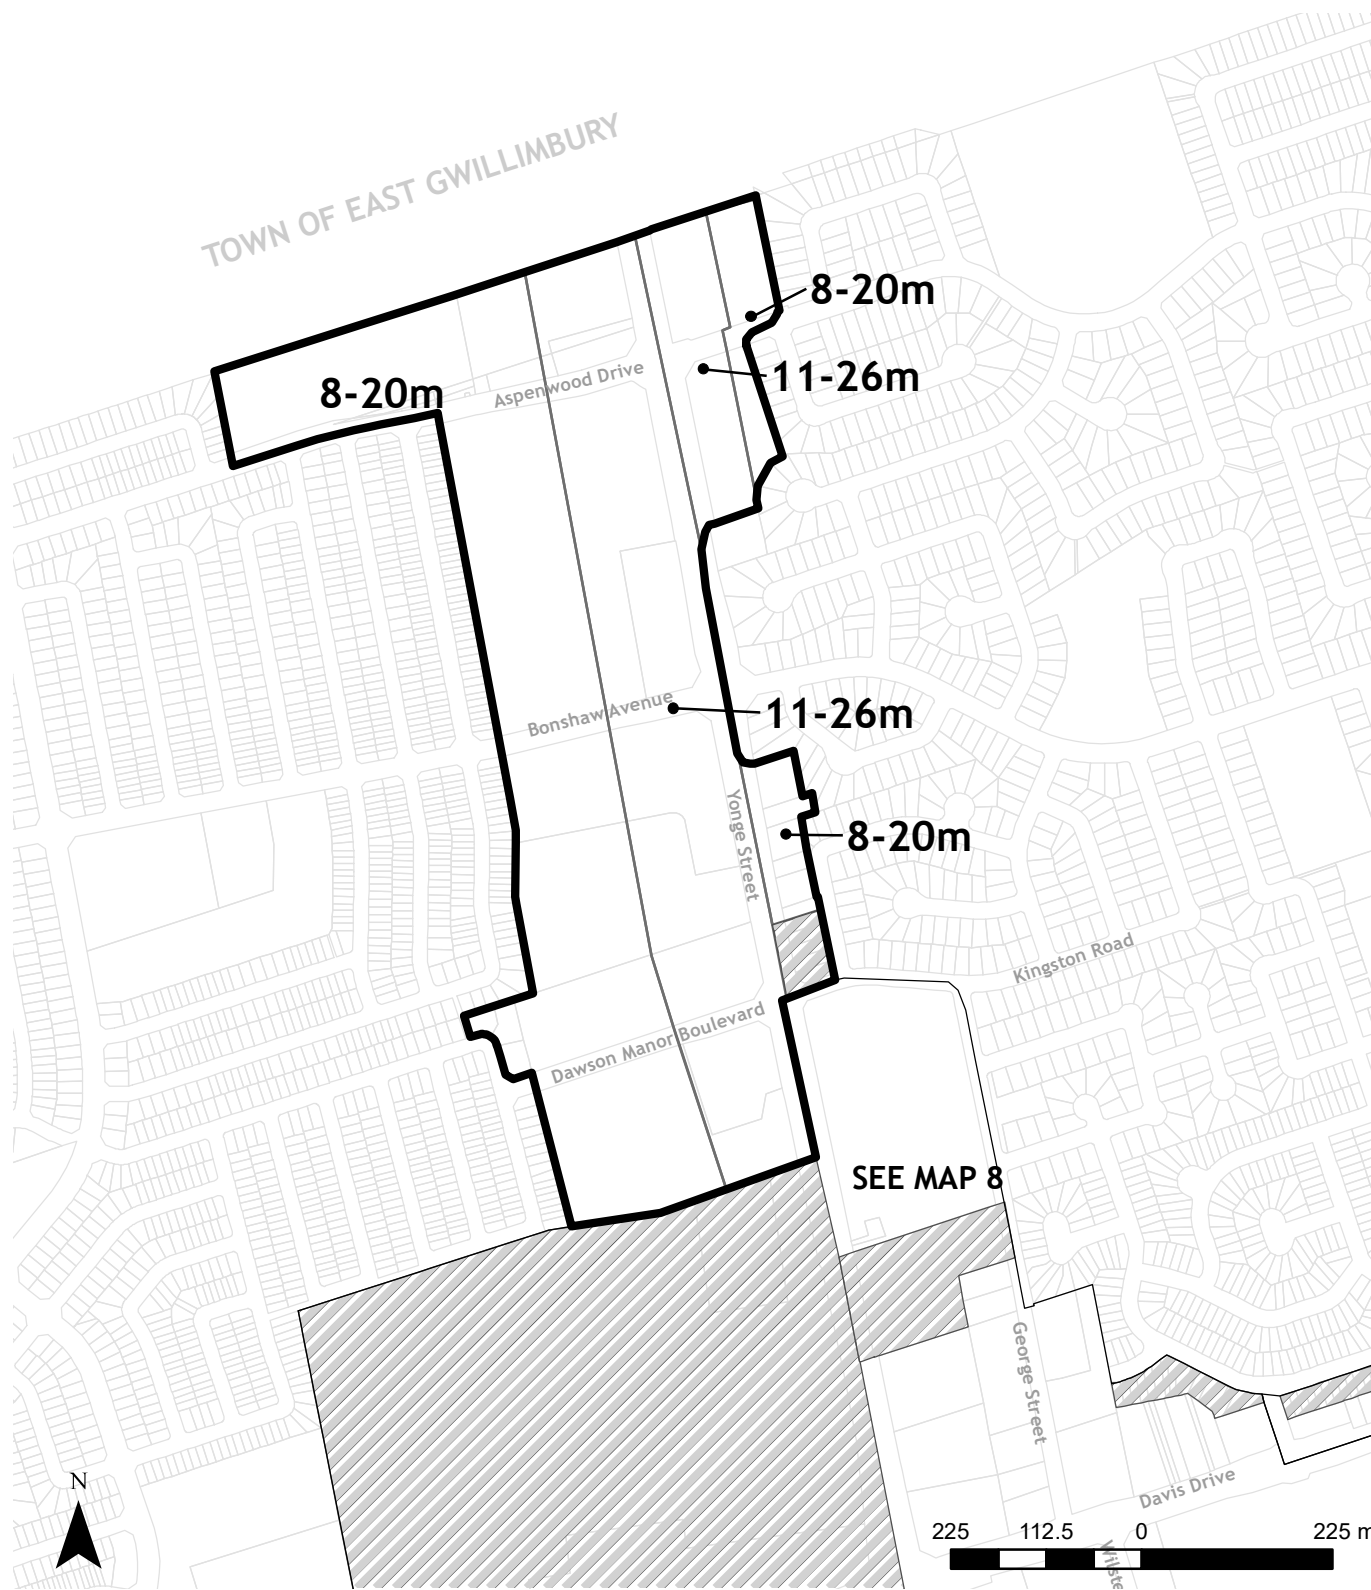 TOWN OF EAST GWILLIMBURY
8-20m
11-26m
8-20m
Aspenwood Drive
Bonshaw Avenue
11-26m
Yonge Street
8-20m
Kingston Road
Dawson Manor Boulevard
SEE MAP 8
George Street
Davis Drive
N
225 112.5 0 225 m